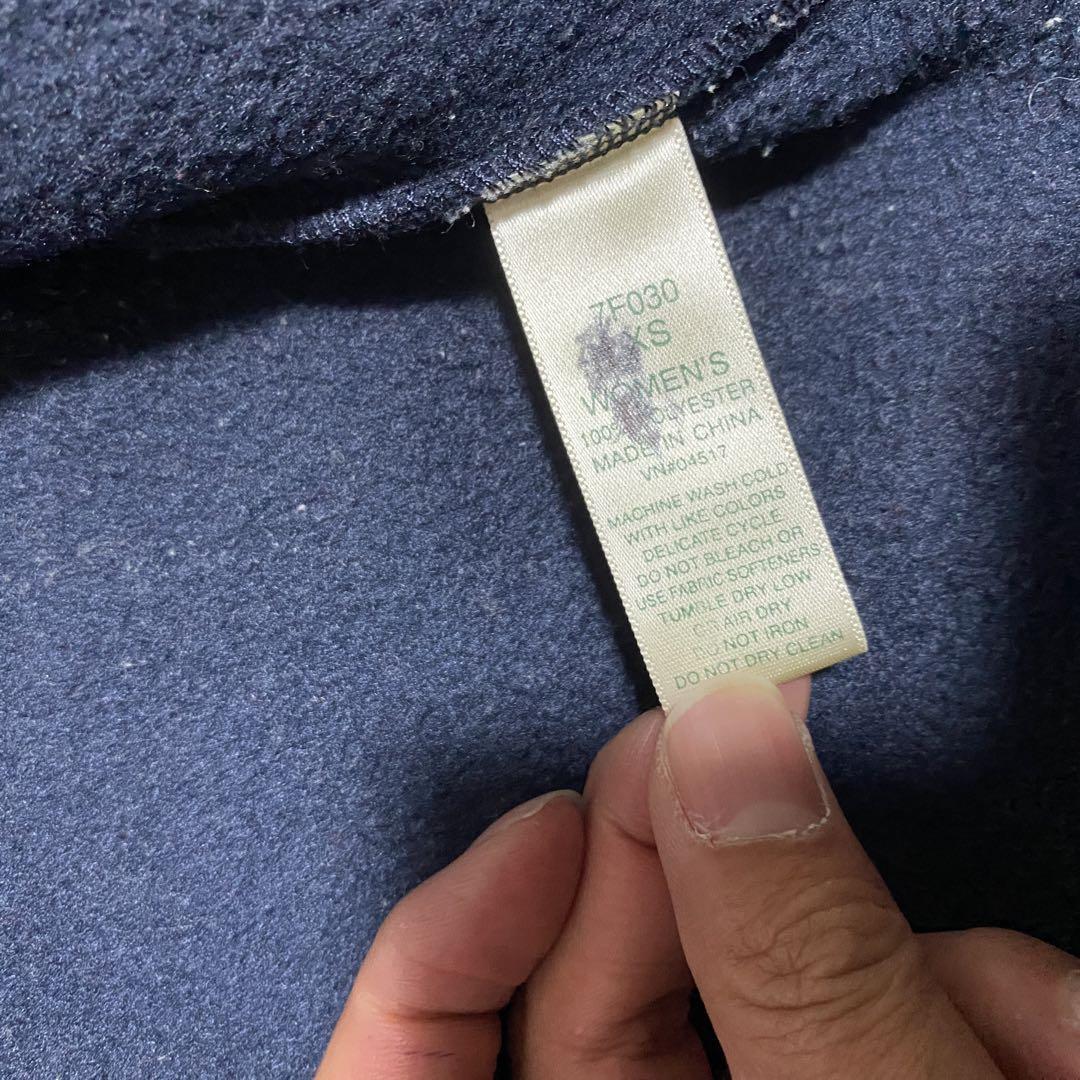 7F030
XS
WOMEN'S
100% POLYESTER
MADE IN CHINA
VN#04517
MACHINE WASH COLD
WITH LIKE COLORS
DELICATE CYCLE
DO NOT BLEACH OR
USE FABRIC SOFTENERS
TUMBLE DRY LOW
OR AIR DRY
DO NOT IRON
DO NOT DRY CLEAN